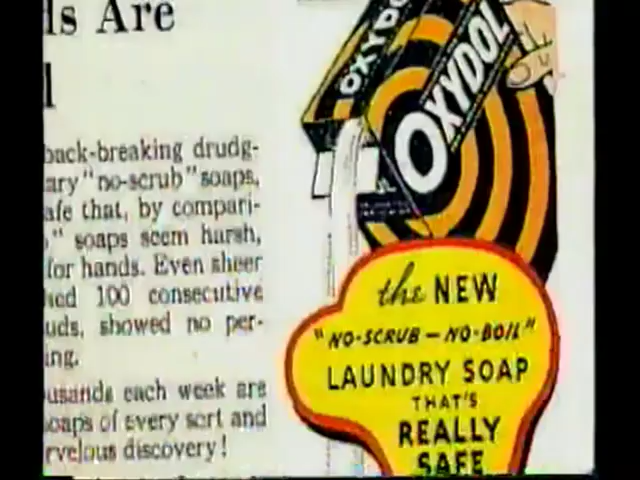 ls Are
l
back-breaking drudg-
ary "no-scrub" soaps,
afe that, by compari-
" soaps seem harsh,
for hands. Even sheer
hed 100 consecutive
uds, showed no per-
ing.
usands each week are
oaps of every sort and
rvelous discovery!
OXYDO
OXYDOL
the NEW
"NO-SCRUB – NO-BOIL"
LAUNDRY SOAP
THAT'S
REALLY
SAFE